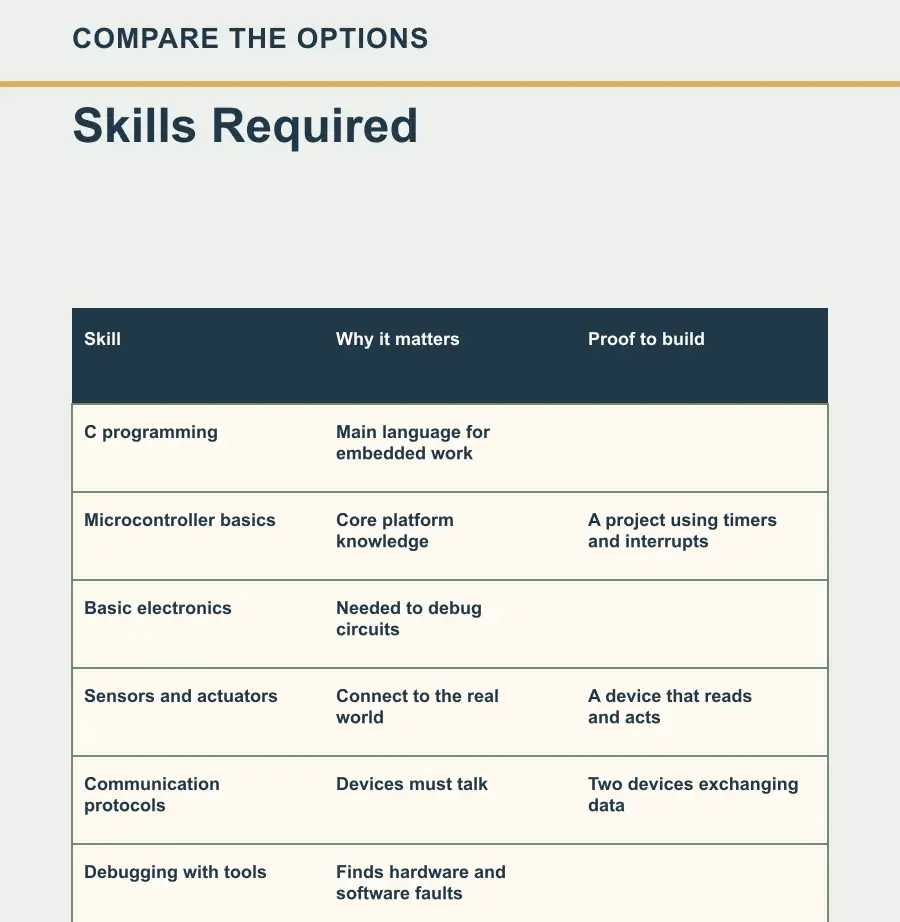 COMPARE THE OPTIONS
Skills Required
Skill
Why it matters
Proof to build
C programming
Main language for
embedded work
Microcontroller basics
Core platform
knowledge
A project using timers
and interrupts
Basic electronics
Needed to debug
circuits
Sensors and actuators
Connect to the real
world
A device that reads
and acts
Communication
protocols
Devices must talk
Two devices exchanging
data
Debugging with tools
Finds hardware and
software faults